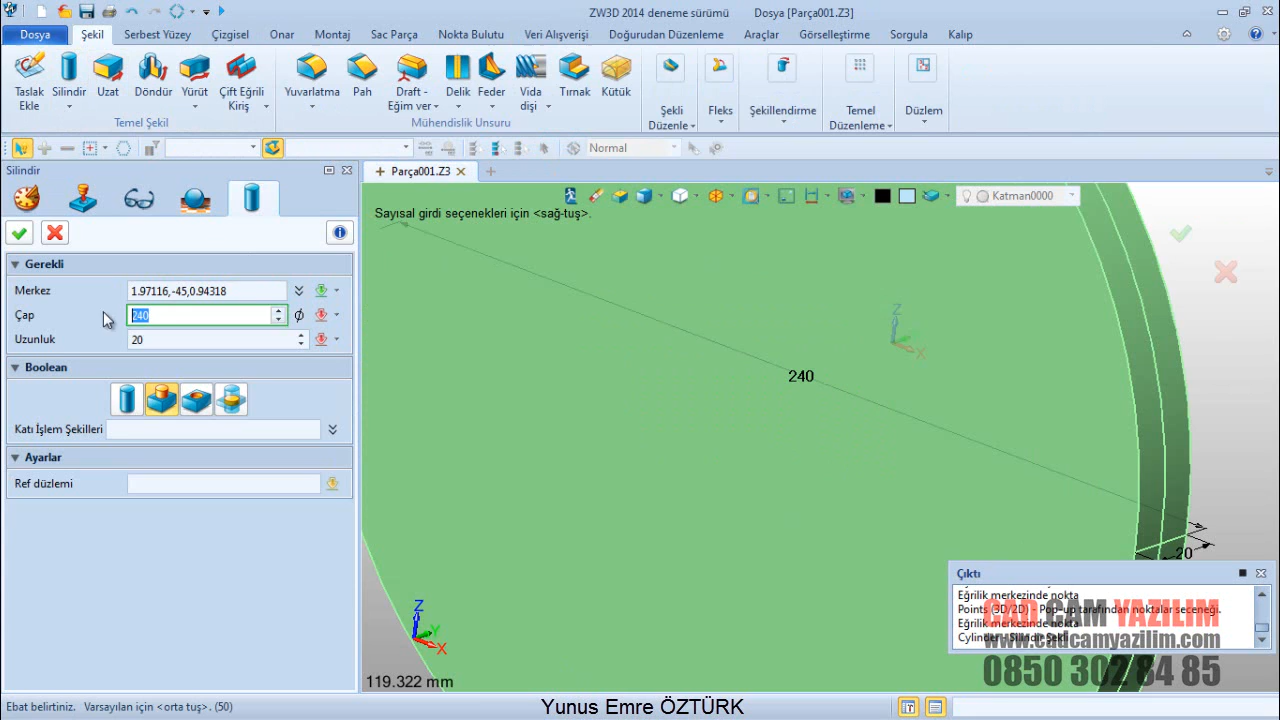 ZW3D 2014 deneme sürümü    Dosya [Parça001.Z3]
Dosya Şekil Serbest Yüzey Çizgisel Onar Montaj Sac Parça Nokta Bulutu Veri Alışverişi Doğurudan Düzenleme Araçlar Görselleştirme Sorgula Kalıp
Taslak Ekle Silindir Uzat Döndür Yürüt Çift Eğrili Kiriş Yuvarlatma Pah Draft - Eğim ver Delik Feder Vida dişi Tırnak Kütük Şekli Düzenle Fleks Şekillendirme Temel Düzenleme Düzlem
Temel Şekil Mühendislik Unsuru
Normal
Silindir
Parça001.Z3
Katman0000
Sayısal girdi seçenekleri için <sağ-tuş>.
Gerekli
Merkez 1.97116,-45,0.94318
Çap 240
Uzunluk 20
Boolean
Katı İşlem Şekilleri
Ayarlar
Ref düzlemi
Z
X
240
20
Z
Y
X
119.322 mm
Çıktı
Eğrilik merkezinde nokta
Points (3D/2D) - Pop-up tarafından noktalar seçeneği.
Eğrilik merkezinde nokta
Cylinder - Silindir Şekli
CAD CAM YAZILIM
www.cadcamyazilim.com
0850 302 84 85
Ebat belirtiniz. Varsayılan için <orta tuş>. (50)
Yunus Emre ÖZTÜRK